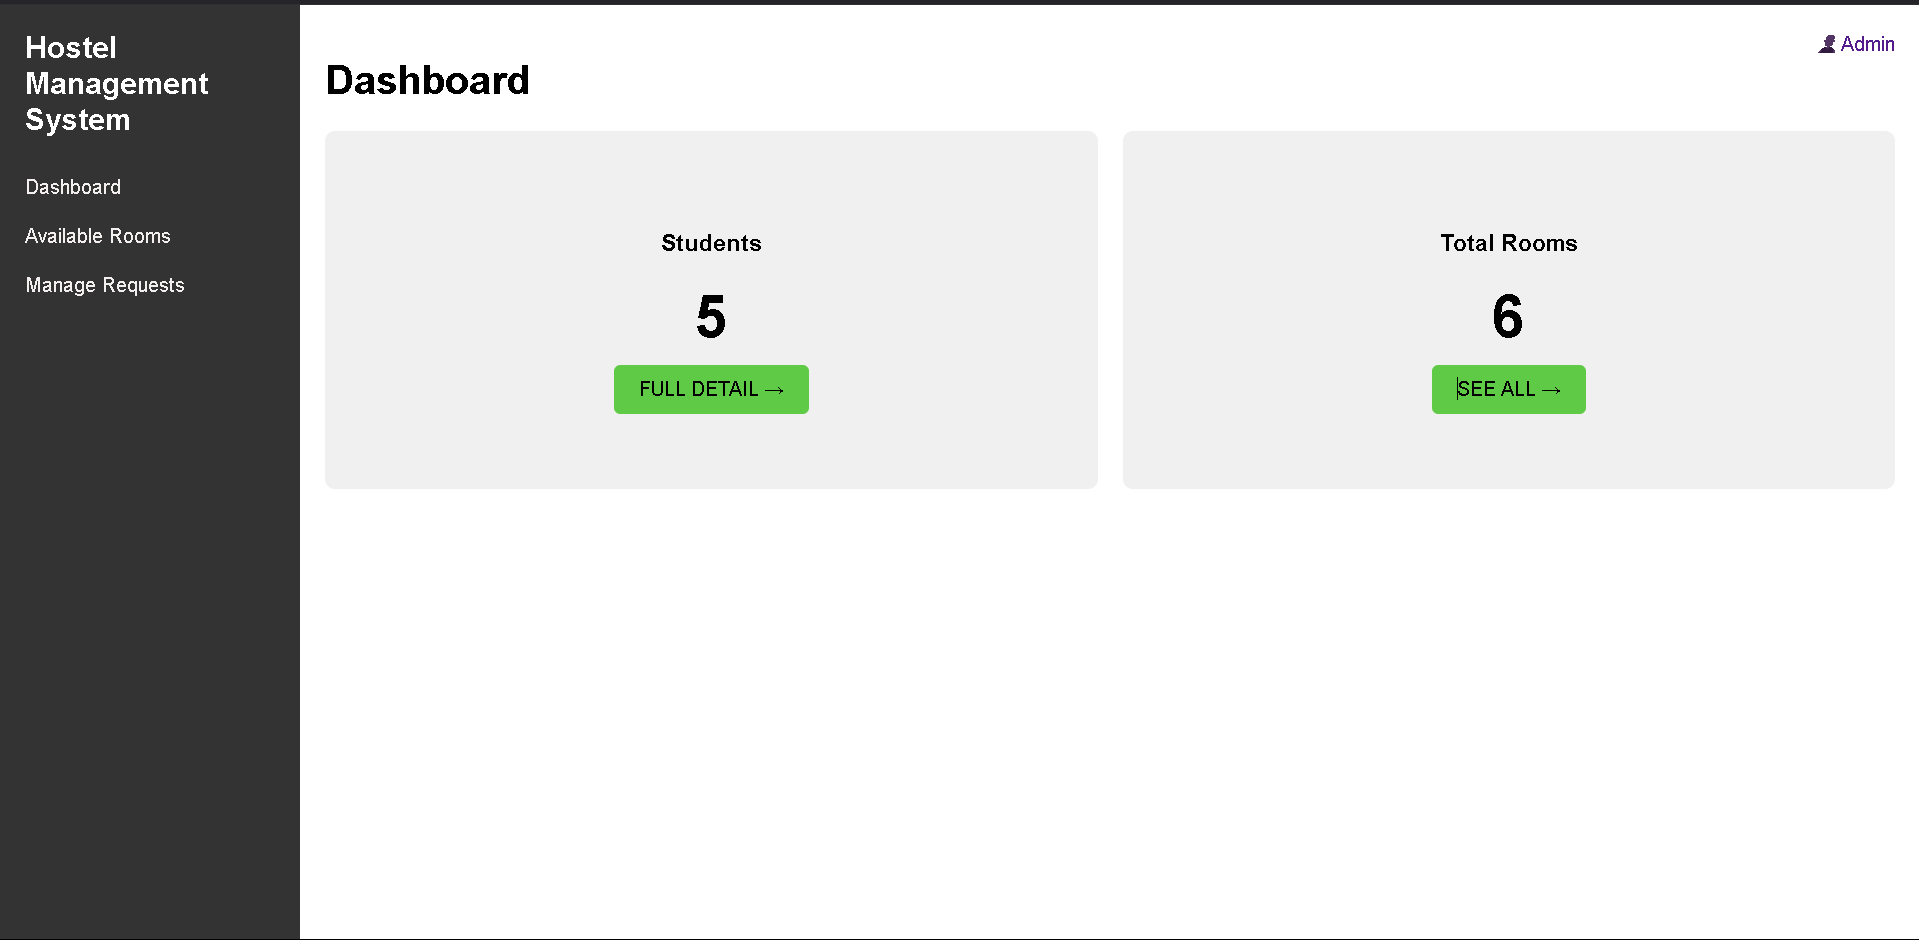 Hostel
Management
System
Dashboard
Available Rooms
Manage Requests
Admin
Dashboard
Students
5
FULL DETAIL →
Total Rooms
6
SEE ALL →